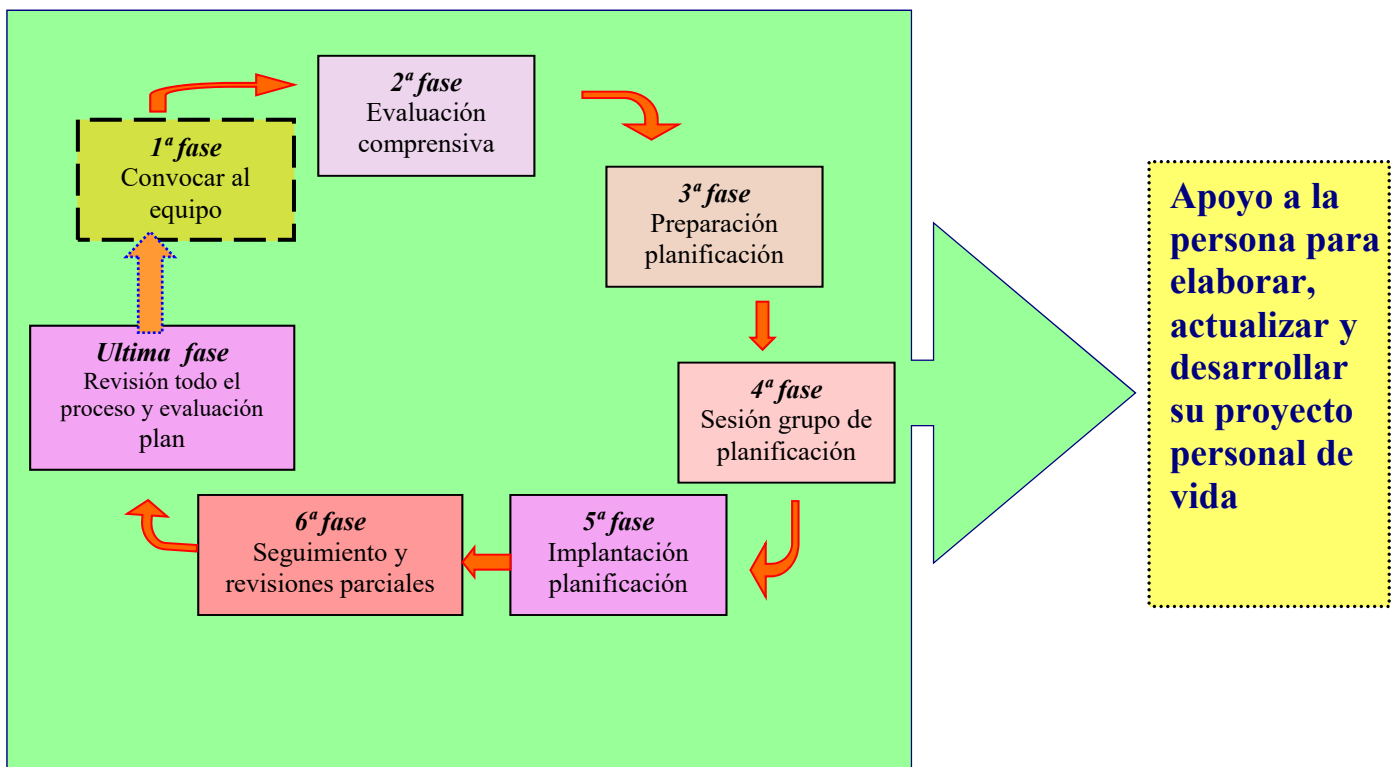 1ª fase
Convocar al
equipo
2ª fase
Evaluación
comprensiva
3ª fase
Preparación
planificación
4ª fase
Sesión grupo de
planificación
5ª fase
Implantación
planificación
6ª fase
Seguimiento y
revisiones parciales
Ultima fase
Revisión todo el
proceso y evaluación
plan
Apoyo a la
persona para
elaborar,
actualizar y
desarrollar
su proyecto
personal de
vida